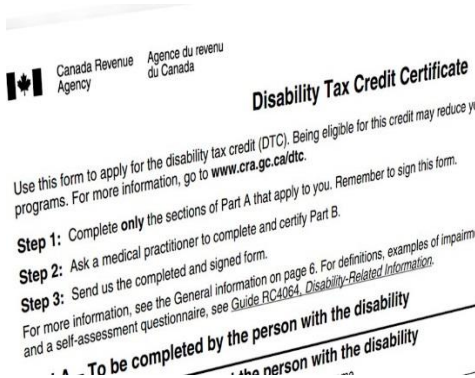 Canada Revenue Agence du revenu
Agency du Canada
Disability Tax Credit Certificate
Use this form to apply for the disability tax credit (DTC). Being eligible for this credit may reduce
programs. For more information, go to www.cra.gc.ca/dtc.
Step 1: Complete only the sections of Part A that apply to you. Remember to sign this form.
Step 2: Ask a medical practitioner to complete and certify Part B.
Step 3: Send us the completed and signed form.
For more information, see the General information on page 6. For definitions, examples of
and a self-assessment questionnaire, see Guide RC4064, Disability-Related Information.
A – To be completed by the person with the disability
the person with the disability